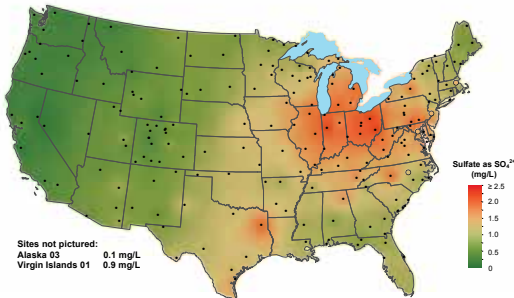 Sulfate as SO₄²⁻
(mg/L)
≥ 2.5
2.0
1.5
1.0
0.5
0
Sites not pictured:
Alaska 03 0.1 mg/L
Virgin Islands 01 0.9 mg/L